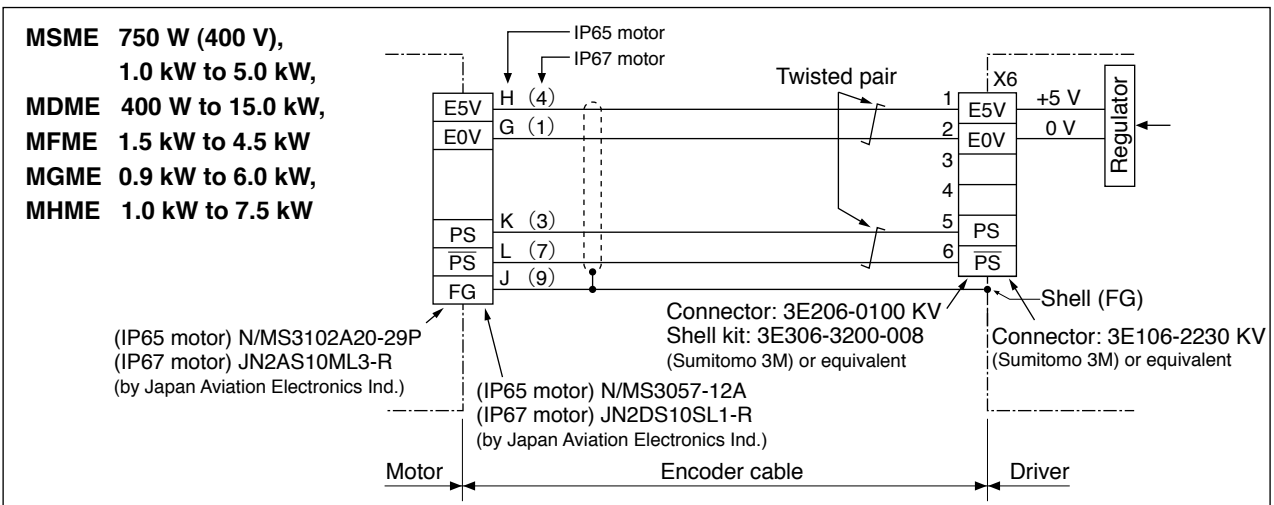 MSME 750 W (400 V),
1.0 kW to 5.0 kW,
MDME 400 W to 15.0 kW,
MFME 1.5 kW to 4.5 kW
MGME 0.9 kW to 6.0 kW,
MHME 1.0 kW to 7.5 kW
IP65 motor
IP67 motor
Twisted pair
X6
E5V H (4) 1 E5V +5 V
E0V G (1) 2 E0V 0 V
Regulator
3
4
PS K (3) 5 PS
P̅S̅ L (7) 6 P̅S̅
FG J (9)
Shell (FG)
Connector: 3E206-0100 KV
Shell kit: 3E306-3200-008
(Sumitomo 3M) or equivalent
Connector: 3E106-2230 KV
(Sumitomo 3M) or equivalent
(IP65 motor) N/MS3102A20-29P
(IP67 motor) JN2AS10ML3-R
(by Japan Aviation Electronics Ind.)
(IP65 motor) N/MS3057-12A
(IP67 motor) JN2DS10SL1-R
(by Japan Aviation Electronics Ind.)
Motor Encoder cable Driver